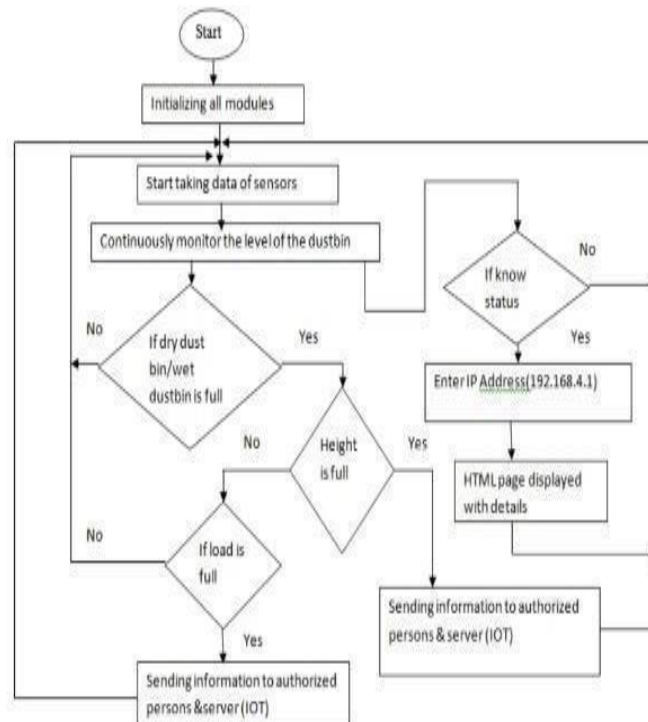 Start
Initializing all modules
Start taking data of sensors
Continuously monitor the level of the dustbin
If know
status
No
Yes
No
If dry dust
bin/wet
dustbin is full
Yes
Enter IP Address(192.168.4.1)
No
Height
is full
Yes
HTML page displayed
with details
No
If load is
full
Yes
Sending information to authorized
persons & server (IOT)
Sending information to authorized
persons &server (IOT)